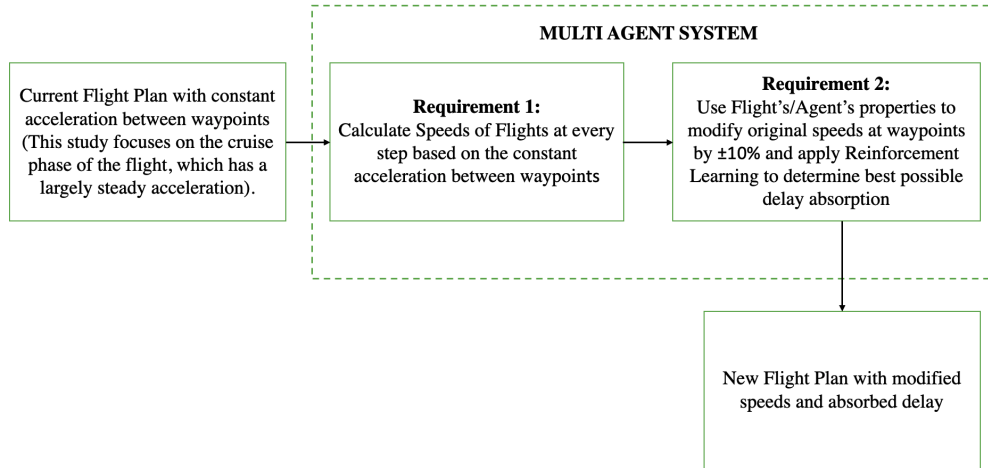 MULTI AGENT SYSTEM
Current Flight Plan with constant
acceleration between waypoints
(This study focuses on the cruise
phase of the flight, which has a
largely steady acceleration).
Requirement 1:
Calculate Speeds of Flights at every
step based on the constant
acceleration between waypoints
Requirement 2:
Use Flight’s/Agent’s properties to
modify original speeds at waypoints
by ±10% and apply Reinforcement
Learning to determine best possible
delay absorption
New Flight Plan with modified
speeds and absorbed delay